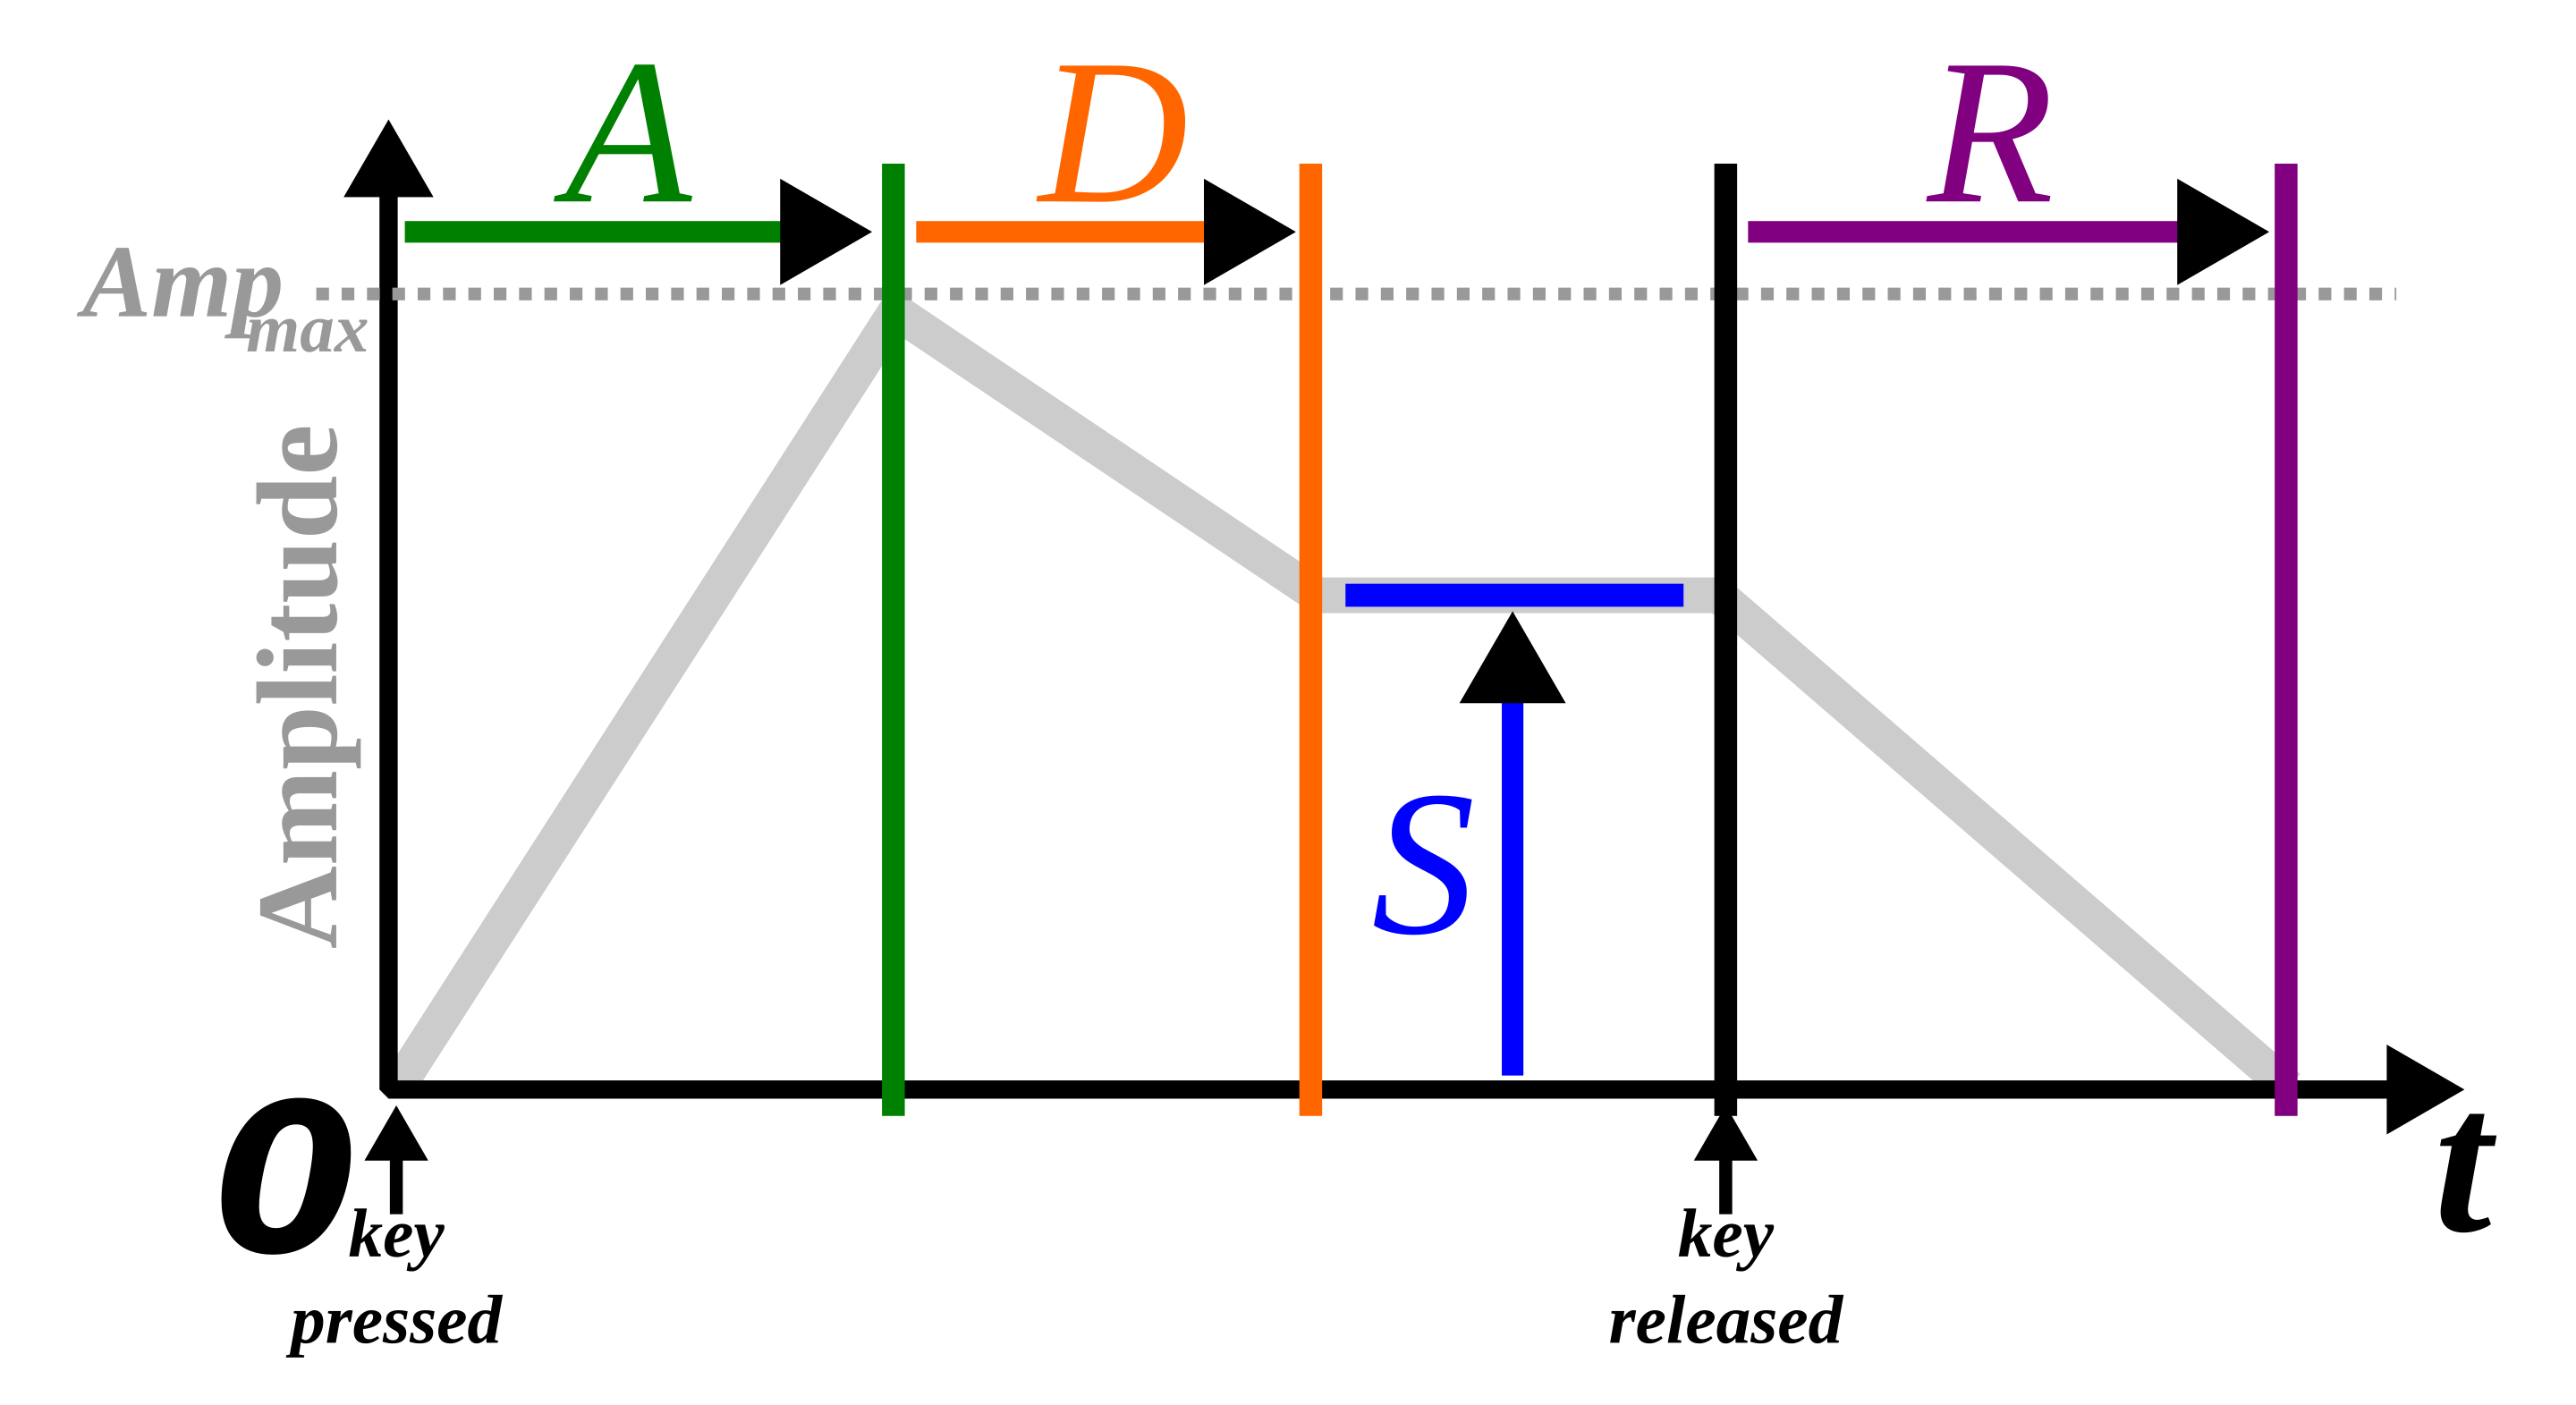 A
D
R
Amp
max
Amplitude
S
0
t
key
pressed
key
released